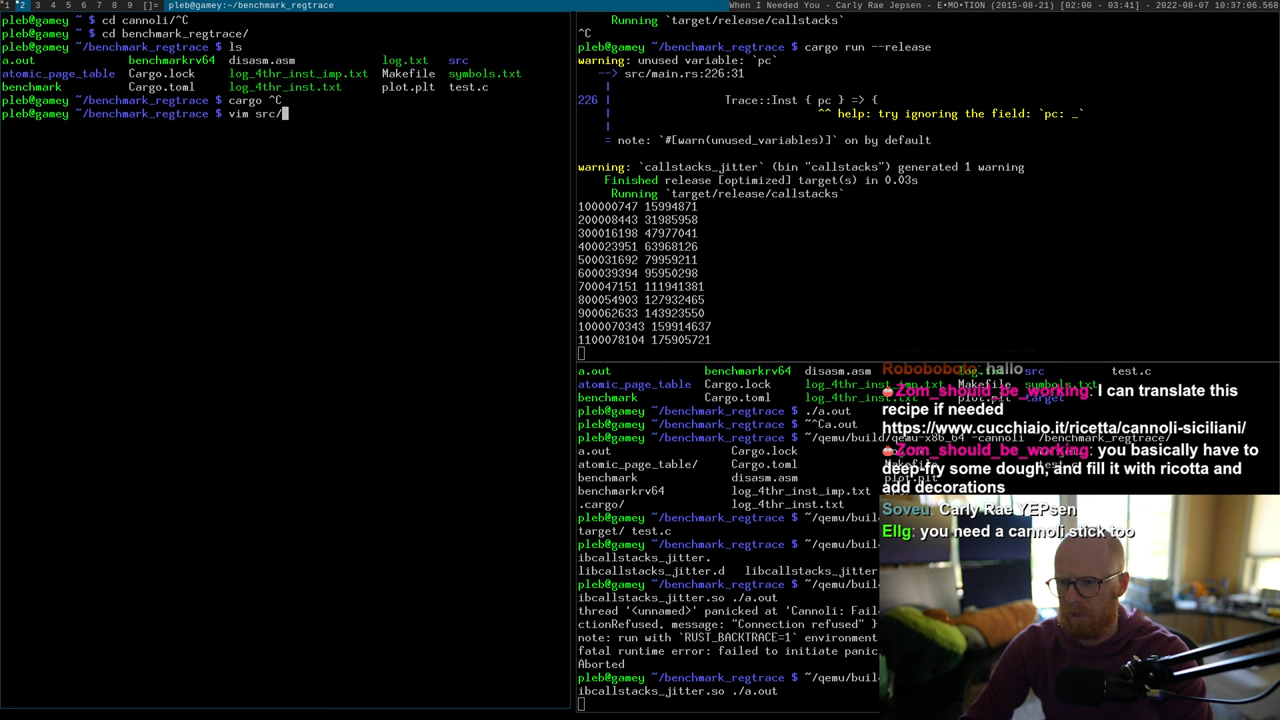 1 2 3 4 5 6 7 8 9 []= pleb@gamey:~/benchmark_regtrace
When I Needed You - Carly Rae Jepsen - E•MO•TION (2015-08-21) [02:00 - 03:41] - 2022-08-07 10:37:06.568
pleb@gamey ~ $ cd cannoli/^C
pleb@gamey ~ $ cd benchmark_regtrace/
pleb@gamey ~/benchmark_regtrace $ ls
a.out benchmarkrv64 disasm.asm log.txt src
atomic_page_table Cargo.lock log_4thr_inst_imp.txt Makefile symbols.txt
benchmark Cargo.toml log_4thr_inst.txt plot.plt test.c
pleb@gamey ~/benchmark_regtrace $ cargo ^C
pleb@gamey ~/benchmark_regtrace $ vim src/
Running `target/release/callstacks`
^C
pleb@gamey ~/benchmark_regtrace $ cargo run --release
warning: unused variable: `pc`
--> src/main.rs:226:31
|
226 | Trace::Inst { pc } => {
| ^^ help: try ignoring the field: `pc: _`
|
= note: `#[warn(unused_variables)]` on by default
warning: `callstacks_jitter` (bin "callstacks") generated 1 warning
Finished release [optimized] target(s) in 0.03s
Running `target/release/callstacks`
100000747 15994871
200008443 31985958
300016198 47977041
400023951 63968126
500031692 79959211
600039394 95950298
700047151 111941381
800054903 127932465
900062633 143923550
1000070343 159914637
1100078104 175905721
a.out benchmarkrv64 disasm.asm src test.c
atomic_page_table Cargo.lock log_4thr_inst_imp.txt Makefile symbols.txt
benchmark Cargo.toml
pleb@gamey ~/benchmark_regtrace $ ./a.out
pleb@gamey ~/benchmark_regtrace $ ~^Ca.out
pleb@gamey ~/benchmark_regtrace $ ~/qemu/build/qemu-x86_64 -cannoli /benchmark_regtrace/
a.out Cargo.lock
atomic_page_table/ Cargo.toml
benchmark disasm.asm
benchmarkrv64 log_4thr_inst_imp.txt
.cargo/ log_4thr_inst.txt
pleb@gamey ~/benchmark_regtrace $ ~/qemu/buil
target/ test.c
pleb@gamey ~/benchmark_regtrace $ ~/qemu/buil
ibcallstacks_jitter.
libcallstacks_jitter.d libcallstacks_jitter
pleb@gamey ~/benchmark_regtrace $ ~/qemu/buil
ibcallstacks_jitter.so ./a.out
thread '<unnamed>' panicked at 'Cannoli: Fail
ctionRefused, message: "Connection refused" }
note: run with `RUST_BACKTRACE=1` environment
fatal runtime error: failed to initiate panic
Aborted
pleb@gamey ~/benchmark_regtrace $ ~/qemu/buil
ibcallstacks_jitter.so ./a.out
Roboboboto: hallo
Zom_should_be_working: I can translate this
recipe if needed
https://www.cucchiaio.it/ricetta/cannoli-siciliani/
Zom_should_be_working: you basically have to
deep-fry some dough, and fill it with ricotta and
add decorations
Soveu: Carly Rae YEPsen
Ellg: you need a cannoli stick too